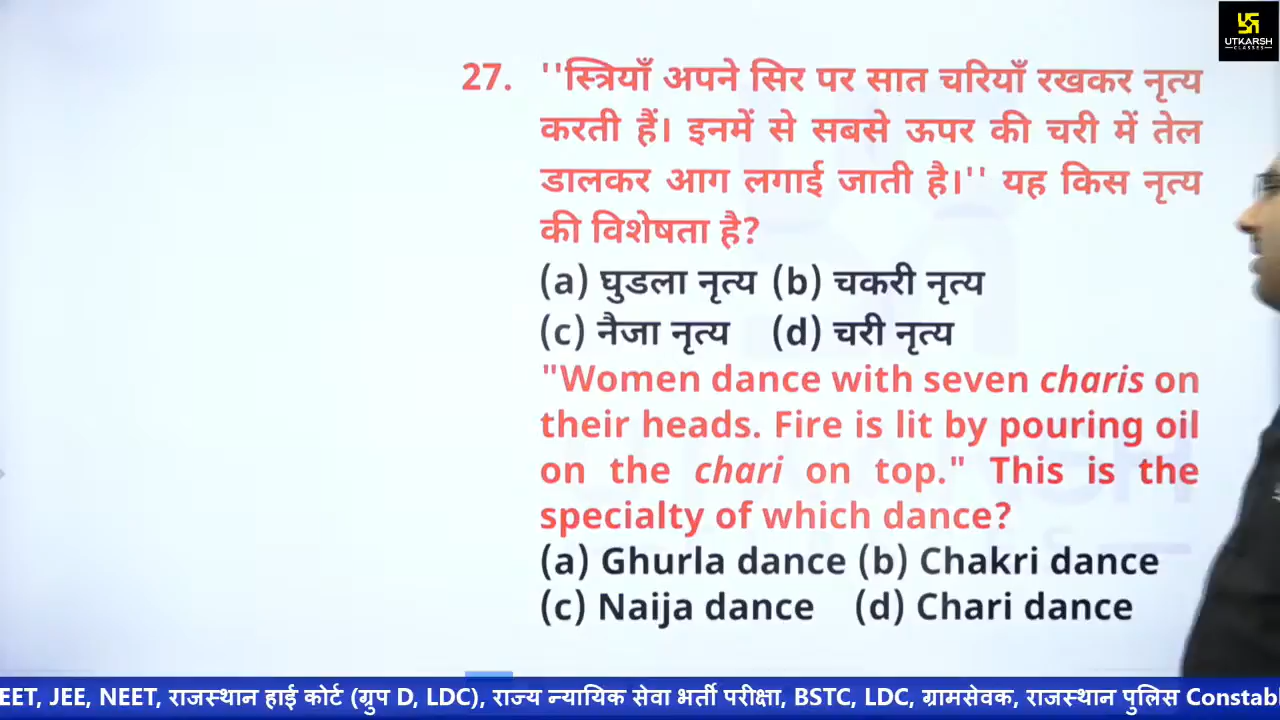 UTKARSH
CLASSES
27. ''स्त्रियाँ अपने सिर पर सात चरियाँ रखकर नृत्य
करती हैं। इनमें से सबसे ऊपर की चरी में तेल
डालकर आग लगाई जाती है।'' यह किस नृत्य
की विशेषता है?
(a) घुडला नृत्य (b) चकरी नृत्य
(c) नैजा नृत्य (d) चरी नृत्य
"Women dance with seven charis on
their heads. Fire is lit by pouring oil
on the chari on top." This is the
specialty of which dance?
(a) Ghurla dance (b) Chakri dance
(c) Naija dance (d) Chari dance
EET, JEE, NEET, राजस्थान हाई कोर्ट (ग्रुप D, LDC), राज्य न्यायिक सेवा भर्ती परीक्षा, BSTC, LDC, ग्रामसेवक, राजस्थान पुलिस Constab